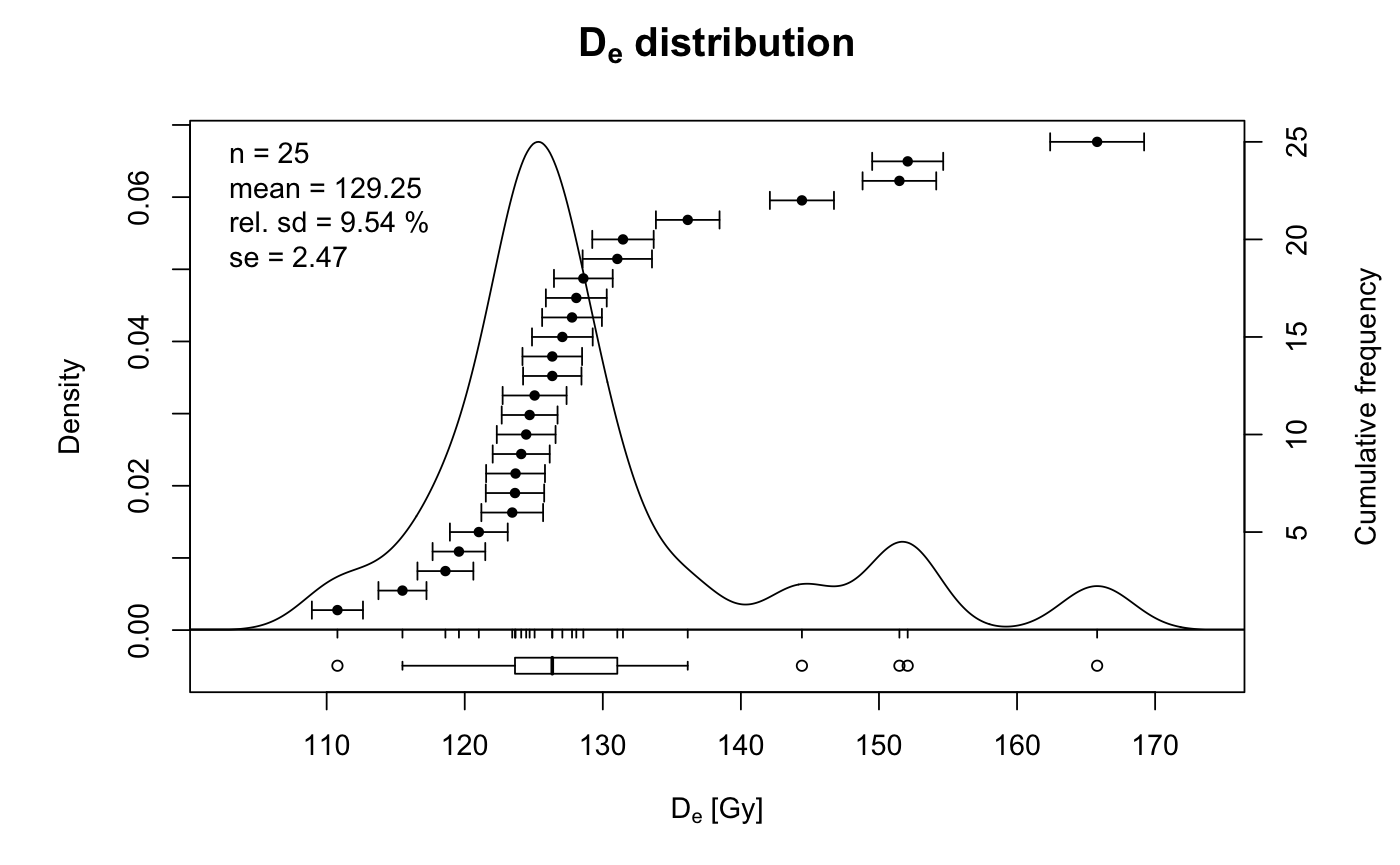 De distribution
n = 25
mean = 129.25
rel. sd = 9.54 %
se = 2.47
Density
0.00
0.02
0.04
0.06
Cumulative frequency
5
10
15
20
25
110 120 130 140 150 160 170
De [Gy]